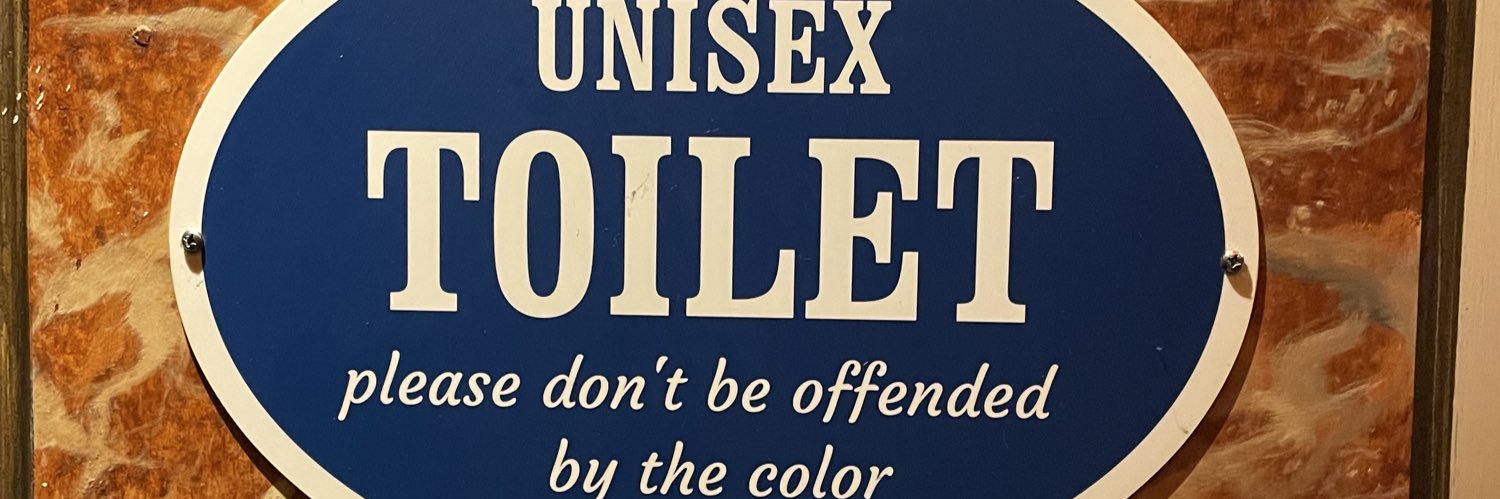 UNISEX
TOILET
please don't be offended
by the color